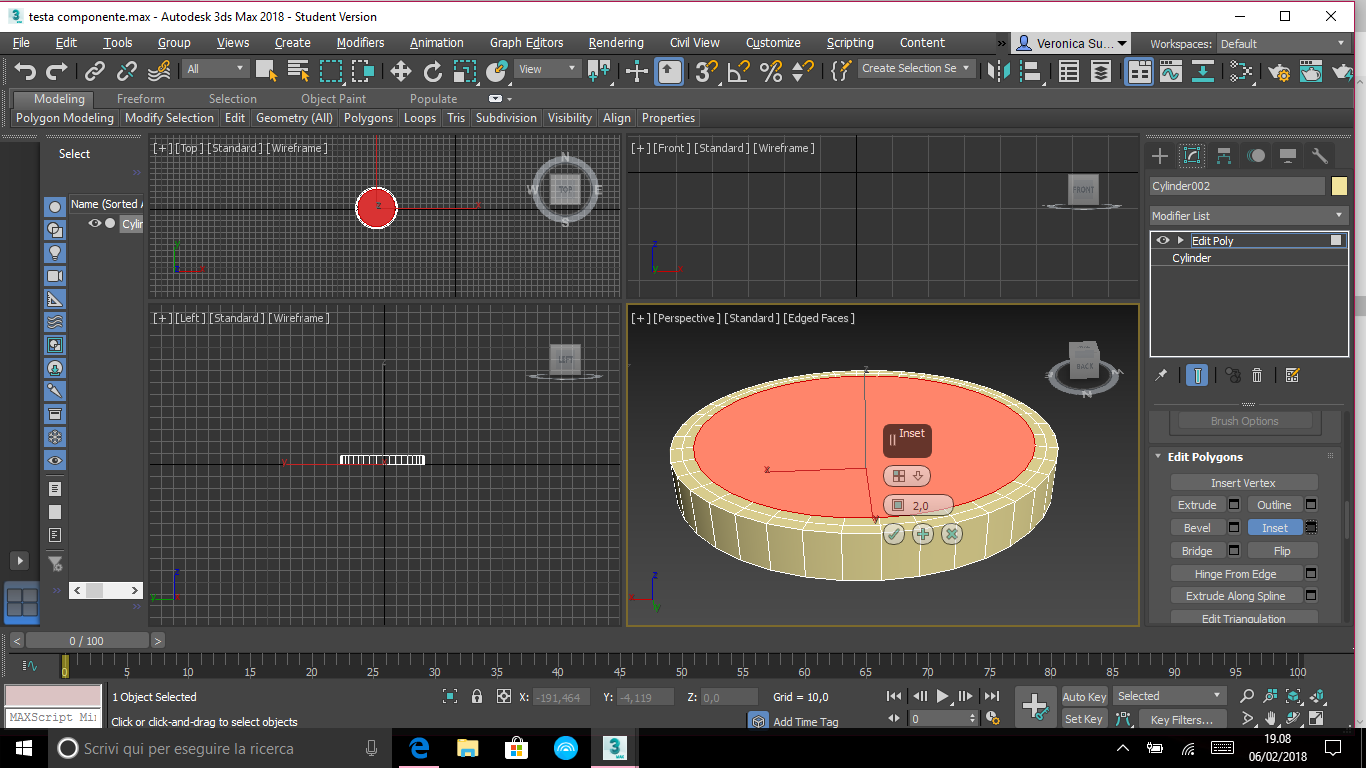 testa componente.max - Autodesk 3ds Max 2018 - Student Version
File Edit Tools Group Views Create Modifiers Animation Graph Editors Rendering Civil View Customize Scripting Content » Veronica Su... Workspaces: Default
All View Create Selection Se
Modeling Freeform Selection Object Paint Populate
Polygon Modeling Modify Selection Edit Geometry (All) Polygons Loops Tris Subdivision Visibility Align Properties
Select
Name (Sorted A
Cylin
[+] [Top] [Standard] [Wireframe]
N
W TOP E
S
[+] [Front] [Standard] [Wireframe]
FRONT
[+] [Left] [Standard] [Wireframe]
LEFT
[+] [Perspective] [Standard] [Edged Faces]
BACK
N
Inset
2,0
Cylinder002
Modifier List
Edit Poly
Cylinder
Brush Options
Edit Polygons
Insert Vertex
Extrude Outline
Bevel Inset
Bridge Flip
Hinge From Edge
Extrude Along Spline
Edit Triangulation
< 0 / 100 >
0 5 10 15 20 25 30 35 40 45 50 55 60 65 70 75 80 85 90 95 100
1 Object Selected X: -191,464 Y: -4,119 Z: 0,0 Grid = 10,0 Auto Key Selected
MAXScript Mi
Click or click-and-drag to select objects Add Time Tag 0 Set Key Key Filters...
Scrivi qui per eseguire la ricerca
3
MAX
19.08
06/02/2018